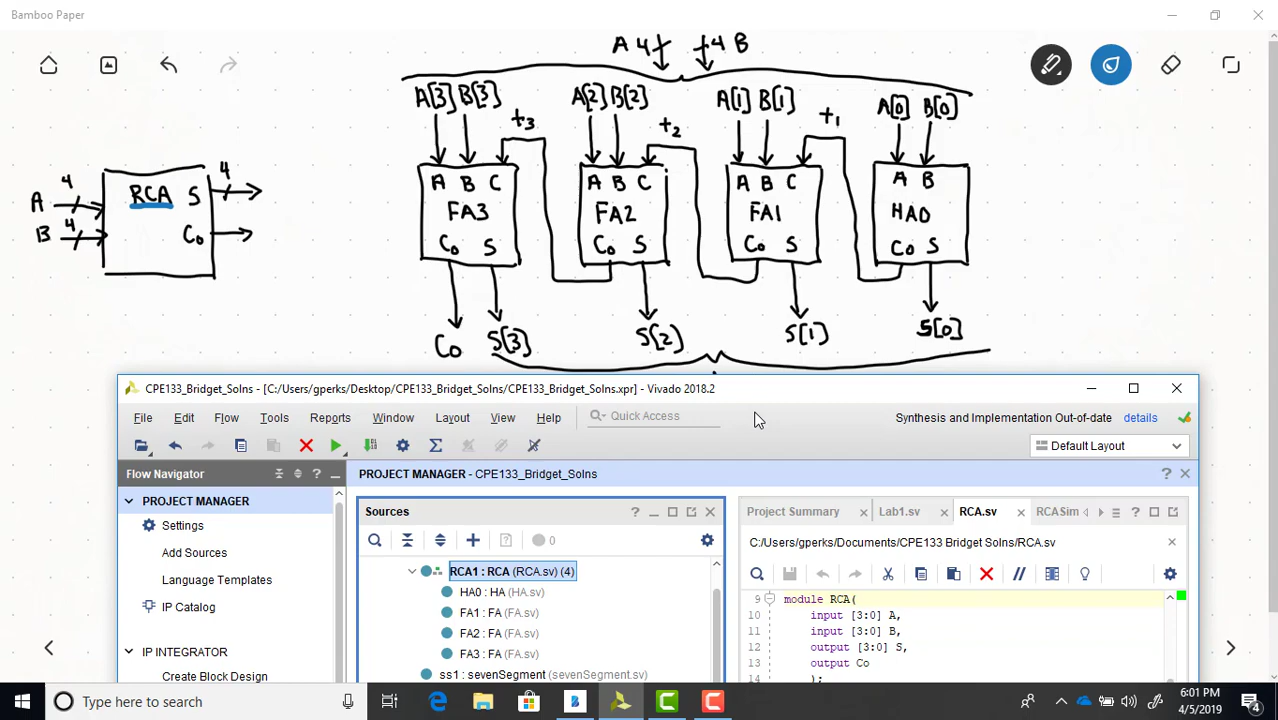 Bamboo Paper
A 4 4 B
A[3] B[3] A[2] B[2] A[1] B[1] A[0] B[0]
t3 t2 t1
4 4
A RCA S
B 4 Co
A B C A B C A B C A B
FA3 FA2 FA1 HA0
Co S Co S Co S Co S
Co S[3] S[2] S[1] S[0]
CPE133_Bridget_Solns - [C:/Users/gperks/Desktop/CPE133_Bridget_Solns/CPE133_Bridget_Solns.xpr] - Vivado 2018.2
File Edit Flow Tools Reports Window Layout View Help Quick Access Synthesis and Implementation Out-of-date details
Default Layout
Flow Navigator PROJECT MANAGER - CPE133_Bridget_Solns
PROJECT MANAGER
Settings
Add Sources
Language Templates
IP Catalog
IP INTEGRATOR
Create Block Design
Sources
0
RCA1 : RCA (RCA.sv) (4)
HA0 : HA (HA.sv)
FA1 : FA (FA.sv)
FA2 : FA (FA.sv)
FA3 : FA (FA.sv)
ss1 : sevenSegment (sevenSegment.sv)
Project Summary Lab1.sv RCA.sv RCASim
C:/Users/gperks/Documents/CPE133 Bridget Solns/RCA.sv
9 module RCA(
10 input [3:0] A,
11 input [3:0] B,
12 output [3:0] S,
13 output Co
14 );
Type here to search
6:01 PM
4/5/2019
4